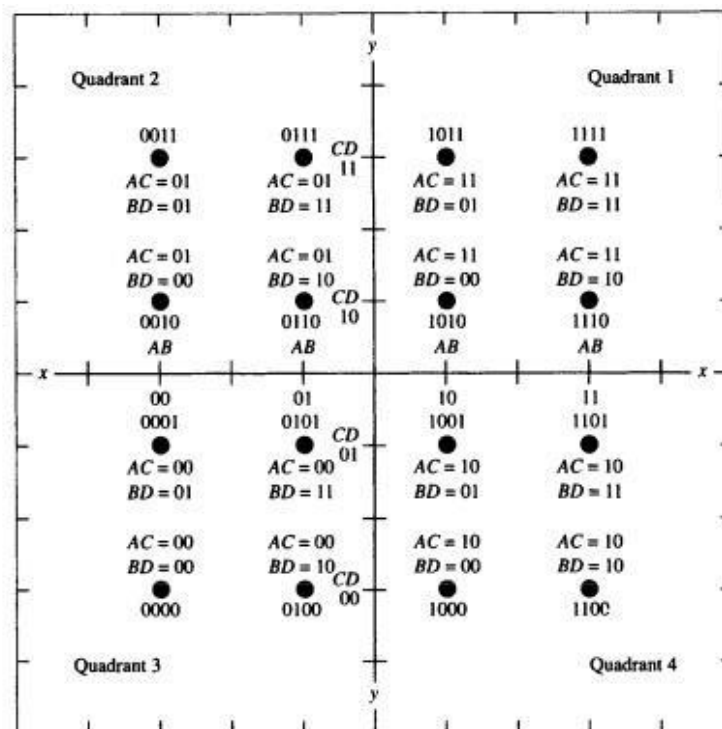 y
Quadrant 2 Quadrant 1
0011 0111 CD 1011 1111
11
AC = 01 AC = 01 AC = 11 AC = 11
BD = 01 BD = 11 BD = 01 BD = 11
AC = 01 AC = 01 AC = 11 AC = 11
BD = 00 BD = 10 BD = 00 BD = 10
CD
0010 0110 10 1010 1110
AB AB AB AB
x x
00 01 10 11
0001 0101 CD 1001 1101
01
AC = 00 AC = 00 AC = 10 AC = 10
BD = 01 BD = 11 BD = 01 BD = 11
AC = 00 AC = 00 AC = 10 AC = 10
BD = 00 BD = 10 BD = 00 BD = 10
CD
0000 0100 00 1000 1100
Quadrant 3 Quadrant 4
y